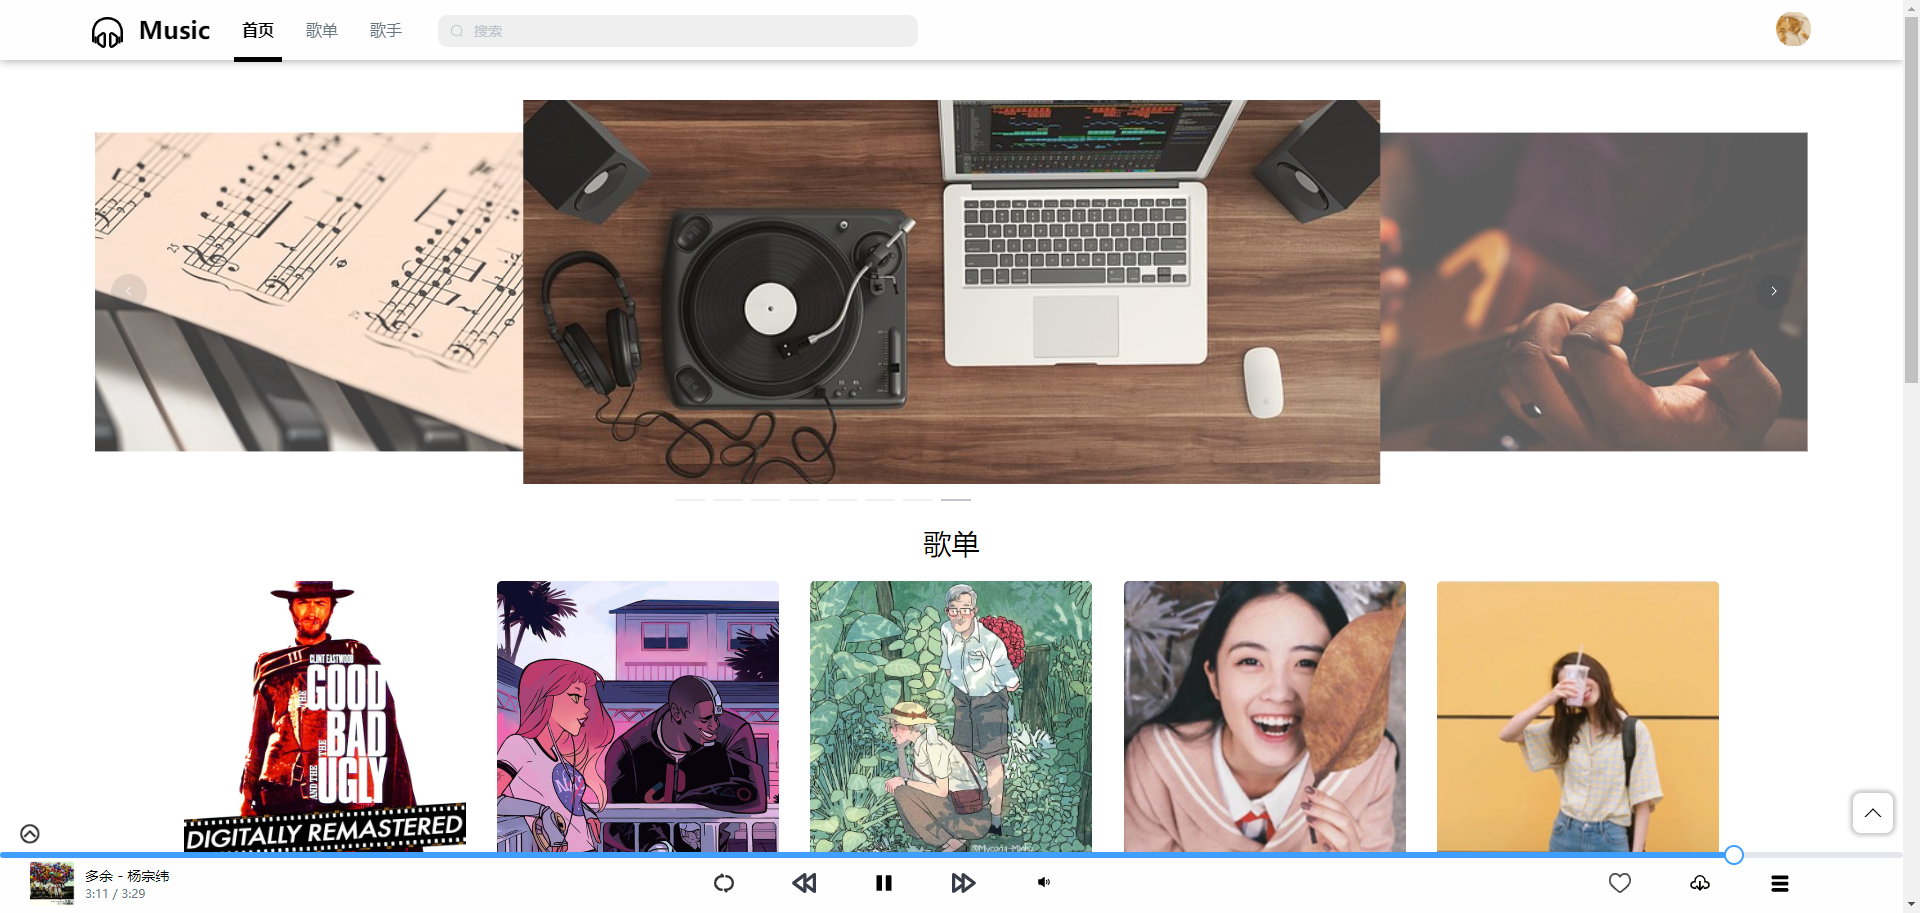 Music 首页 歌单 歌手 搜索
歌单
CLINT EASTWOOD
THE GOOD
THE BAD
AND THE UGLY
DIGITALLY REMASTERED
多余 - 杨宗纬
3:11 / 3:29